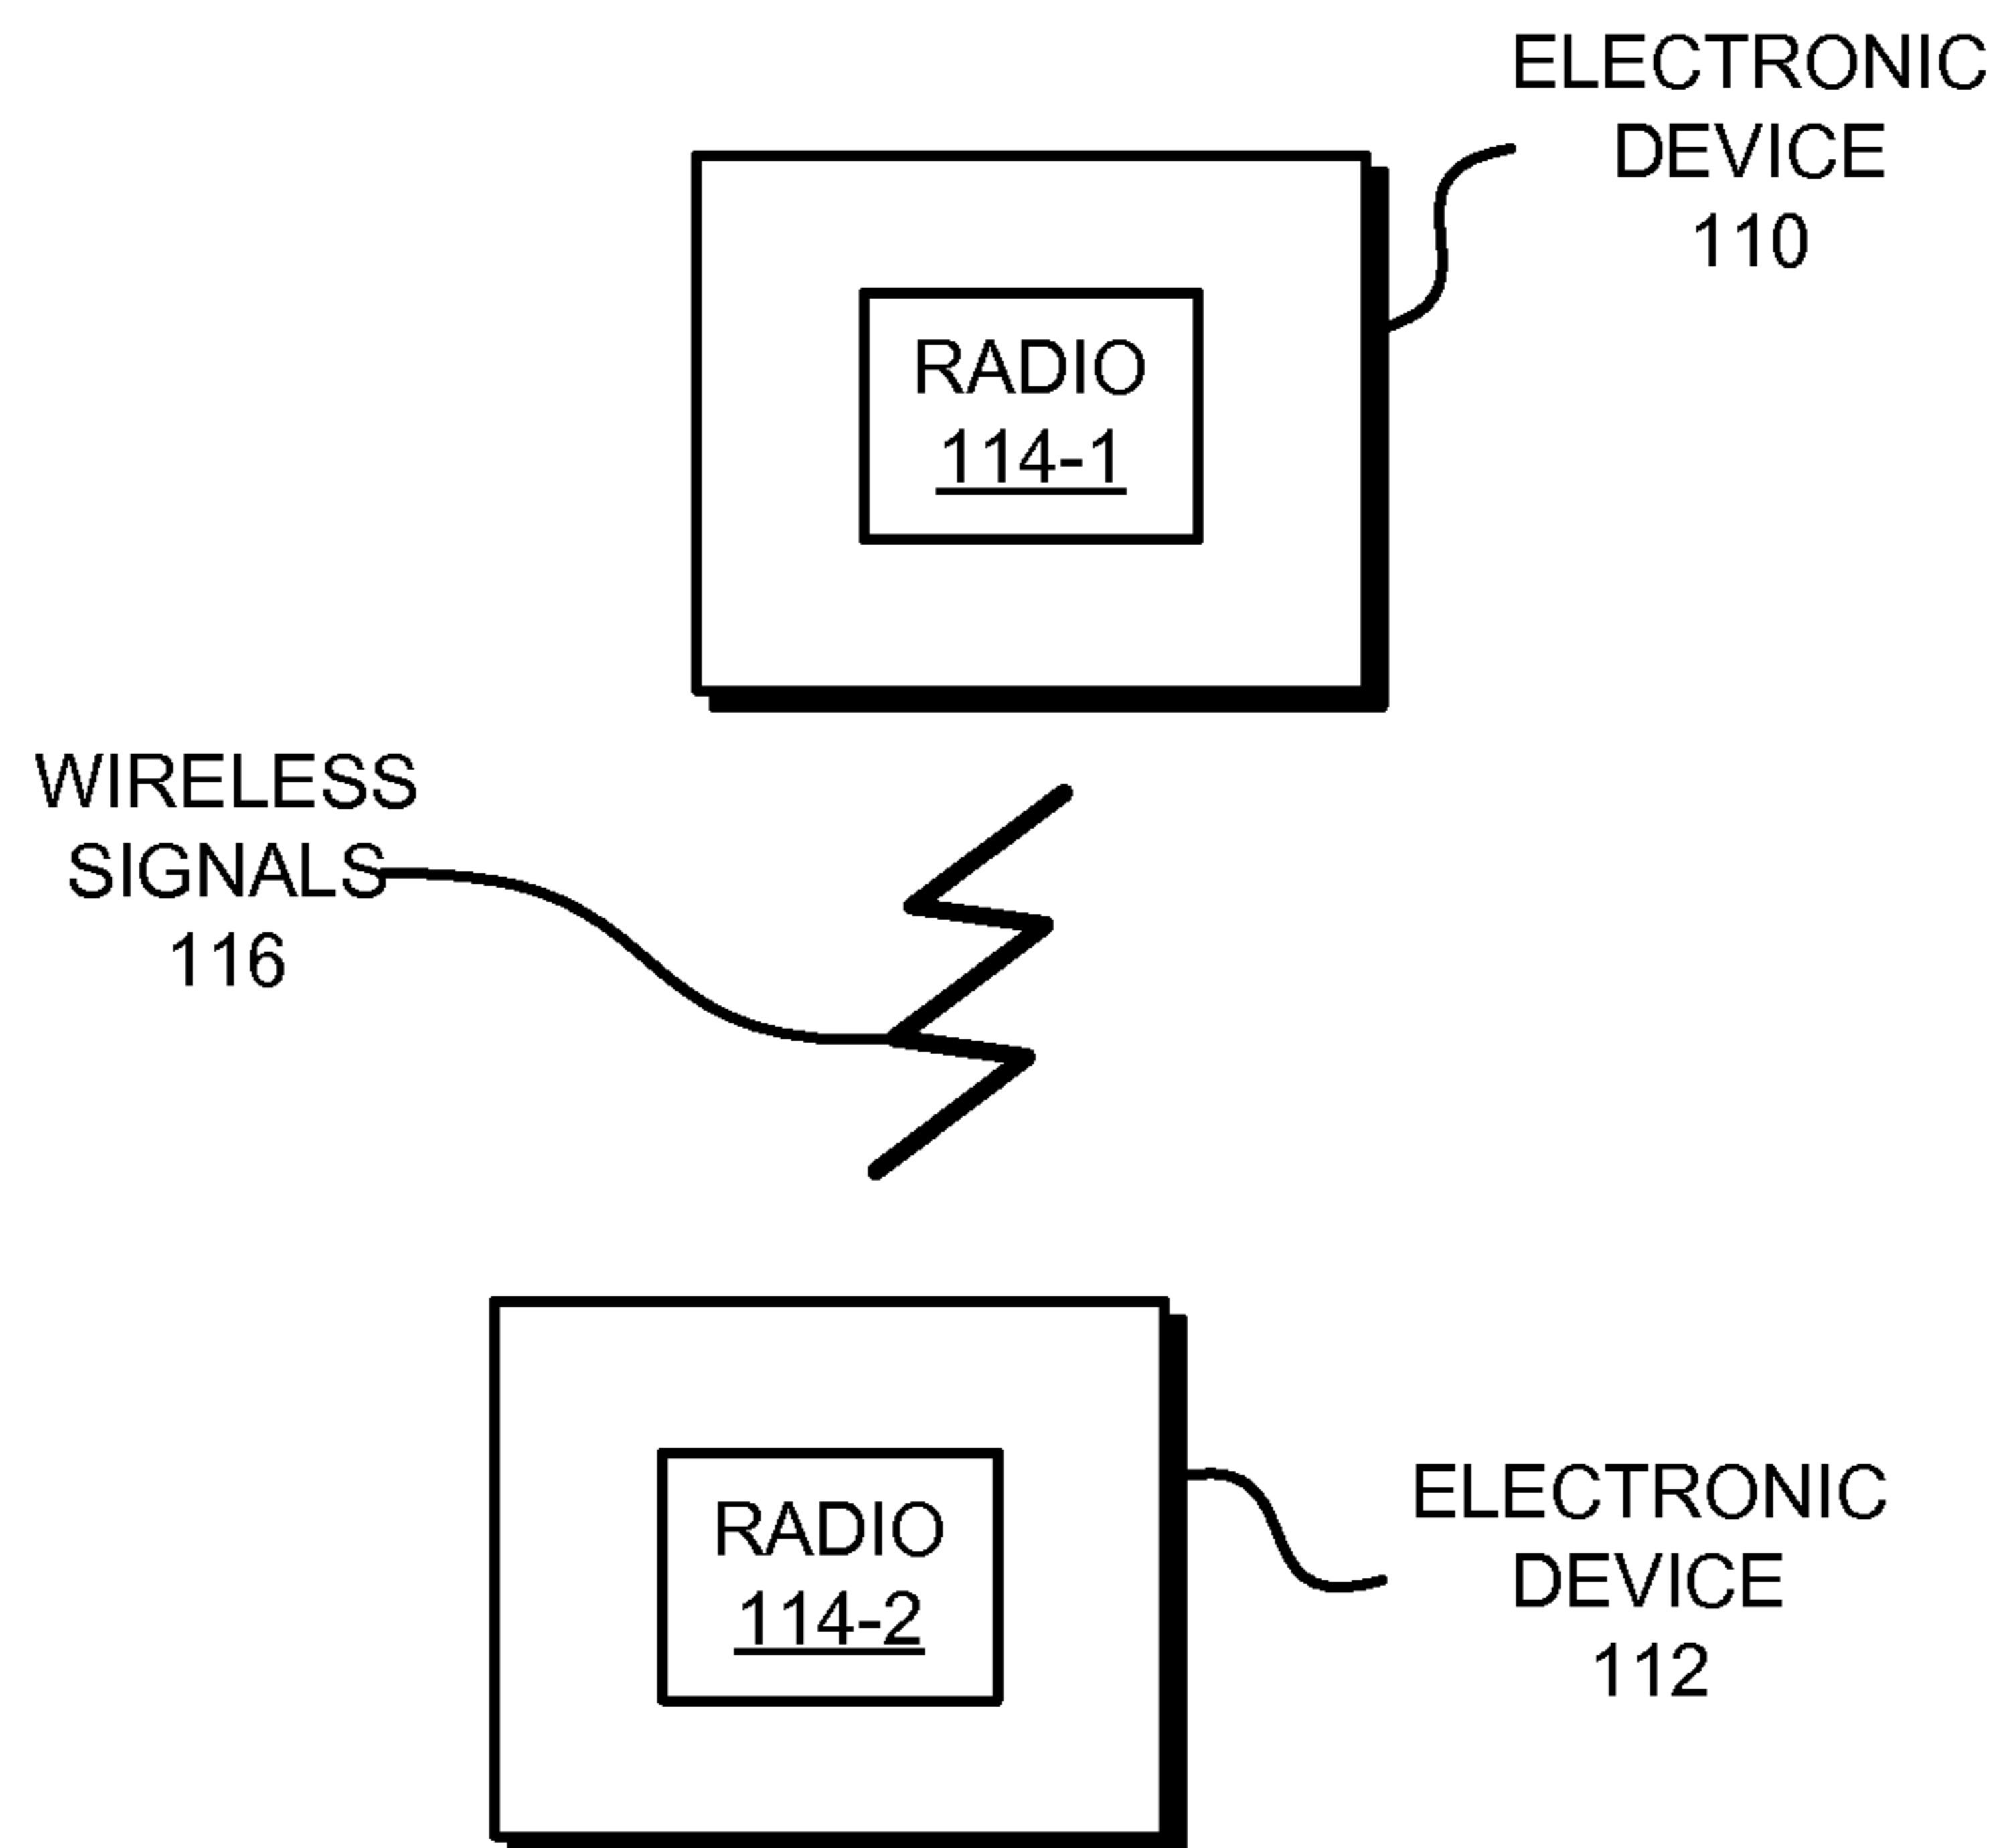 ELECTRONIC
DEVICE
110
RADIO
114-1
WIRELESS
SIGNALS
116
RADIO
114-2
ELECTRONIC
DEVICE
112